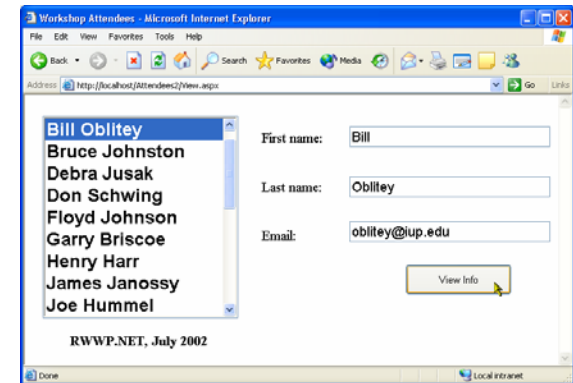 Workshop Attendees - Microsoft Internet Explorer
File Edit View Favorites Tools Help
Back Search Favorites Media
Address http://localhost/Attendees2/View.aspx Go Links
Bill Oblitey
Bruce Johnston
Debra Jusak
Don Schwing
Floyd Johnson
Garry Briscoe
Henry Harr
James Janossy
Joe Hummel
First name: Bill
Last name: Oblitey
Email: oblitey@iup.edu
View Info
RWWP.NET, July 2002
Done Local intranet